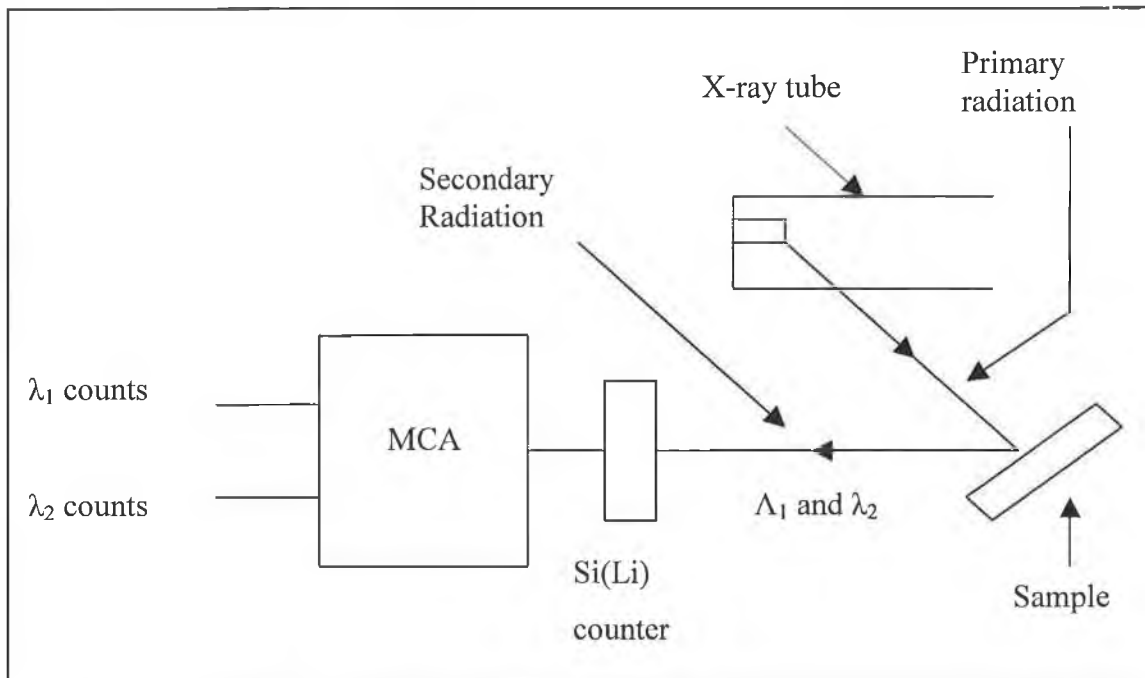 Primary
radiation
X-ray tube
Secondary
Radiation
λ₁ counts
MCA
λ₂ counts
Λ₁ and λ₂
Si(Li)
counter
Sample